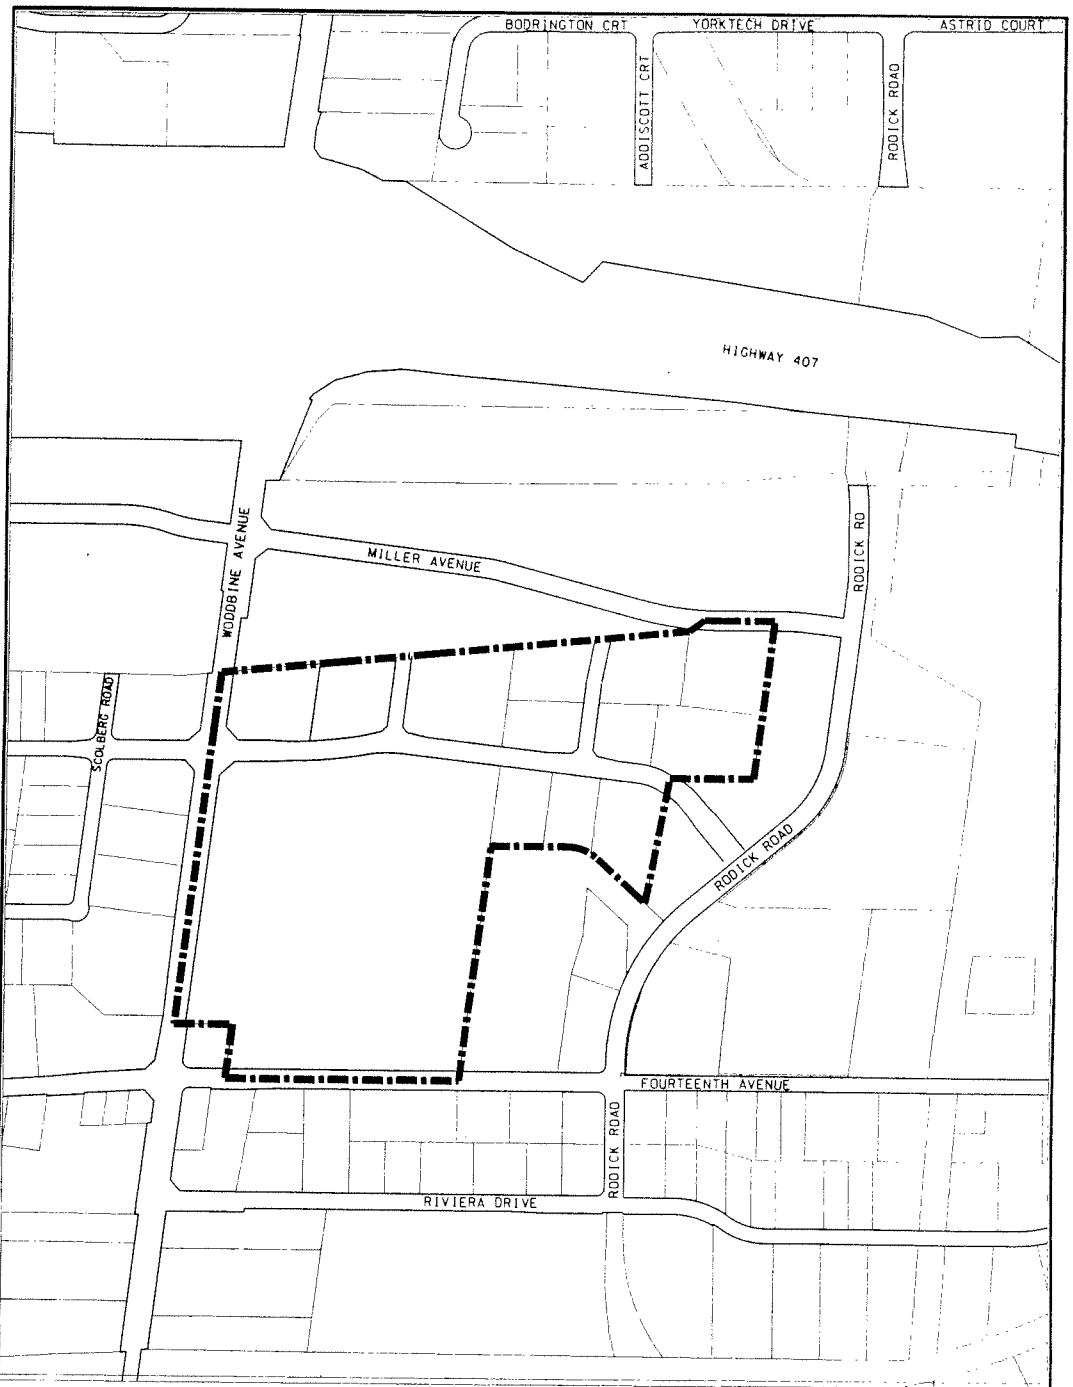 BODRINGTON CRT
YORKTECH DRIVE
ASTRID COURT
ADDISCOTT CRT
RODICK ROAD
HIGHWAY 407
WOODBINE AVENUE
MILLER AVENUE
RODICK RD
SCOLBERG ROAD
RODICK ROAD
FOURTEENTH AVENUE
RODICK ROAD
RIVIERA DRIVE